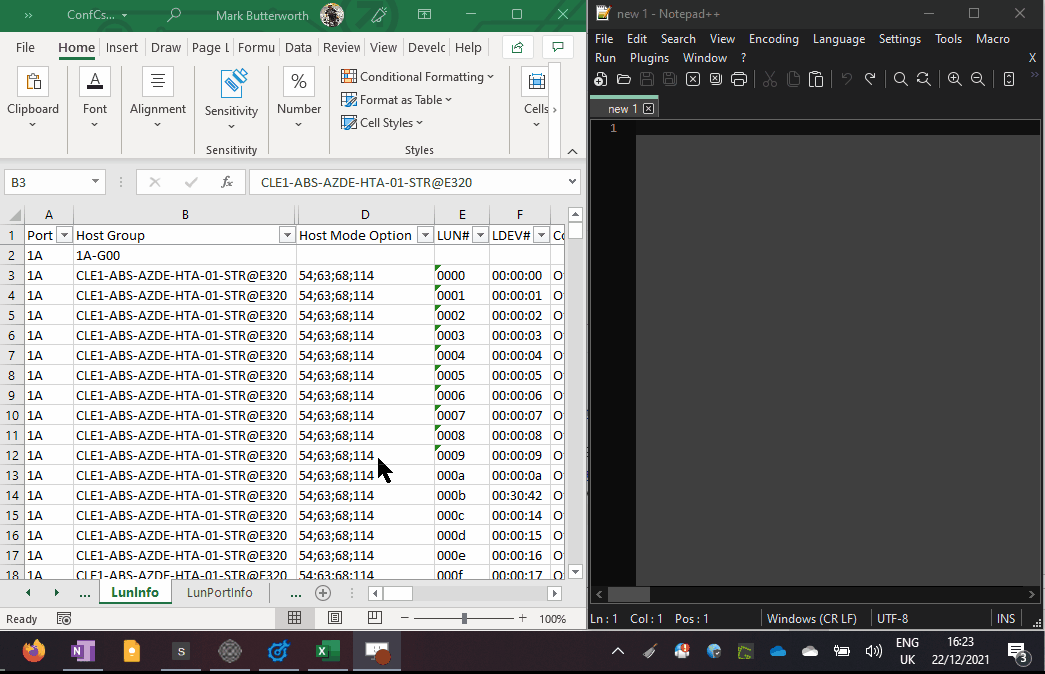 ConfCs...
Mark Butterworth
File Home Insert Draw Page L Formu Data Review View Develc Help
Clipboard
Font
Alignment
Sensitivity
Number
Conditional Formatting
Format as Table
Cell Styles
Cells
Sensitivity
Styles
B3
fx
CLE1-ABS-AZDE-HTA-01-STR@E320
A B D E F
1 Port Host Group Host Mode Option LUN# LDEV# Co
2 1A 1A-G00
3 1A CLE1-ABS-AZDE-HTA-01-STR@E320 54;63;68;114 0000 00:00:00 O
4 1A CLE1-ABS-AZDE-HTA-01-STR@E320 54;63;68;114 0001 00:00:01 O
5 1A CLE1-ABS-AZDE-HTA-01-STR@E320 54;63;68;114 0002 00:00:02 O
6 1A CLE1-ABS-AZDE-HTA-01-STR@E320 54;63;68;114 0003 00:00:03 O
7 1A CLE1-ABS-AZDE-HTA-01-STR@E320 54;63;68;114 0004 00:00:04 O
8 1A CLE1-ABS-AZDE-HTA-01-STR@E320 54;63;68;114 0005 00:00:05 O
9 1A CLE1-ABS-AZDE-HTA-01-STR@E320 54;63;68;114 0006 00:00:06 O
10 1A CLE1-ABS-AZDE-HTA-01-STR@E320 54;63;68;114 0007 00:00:07 O
11 1A CLE1-ABS-AZDE-HTA-01-STR@E320 54;63;68;114 0008 00:00:08 O
12 1A CLE1-ABS-AZDE-HTA-01-STR@E320 54;63;68;114 0009 00:00:09 O
13 1A CLE1-ABS-AZDE-HTA-01-STR@E320 54;63;68;114 000a 00:00:0a O
14 1A CLE1-ABS-AZDE-HTA-01-STR@E320 54;63;68;114 000b 00:30:42 O
15 1A CLE1-ABS-AZDE-HTA-01-STR@E320 54;63;68;114 000c 00:00:14 O
16 1A CLE1-ABS-AZDE-HTA-01-STR@E320 54;63;68;114 000d 00:00:15 O
17 1A CLE1-ABS-AZDE-HTA-01-STR@E320 54;63;68;114 000e 00:00:16 O
18 1A CLE1-ABS-AZDE-HTA-01-STR@E320 54;63;68;114 000f 00:00:17 O
... LunInfo LunPortInfo ...
Ready
100%
new 1 - Notepad++
File Edit Search View Encoding Language Settings Tools Macro
Run Plugins Window ? X
new 1
1
Ln : 1 Col : 1 Pos : 1 Windows (CR LF) UTF-8 INS
ENG
UK
16:23
22/12/2021
3